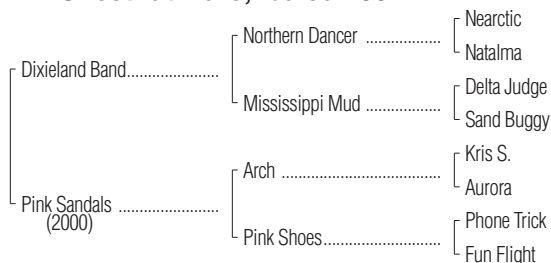 Nearctic
Northern Dancer ....................
Natalma
Dixieland Band.......................
Delta Judge
Mississippi Mud ....................
Sand Buggy
Kris S.
Arch ..........................................
Aurora
Pink Sandals .........................
(2000)
Phone Trick
Pink Shoes..............................
Fun Flight